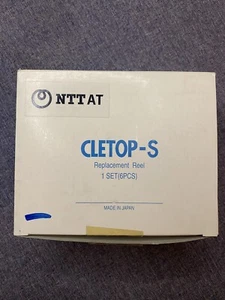 NTT AT
CLETOP-S
Replacement Reel
1 SET(6PCS)
MADE IN JAPAN